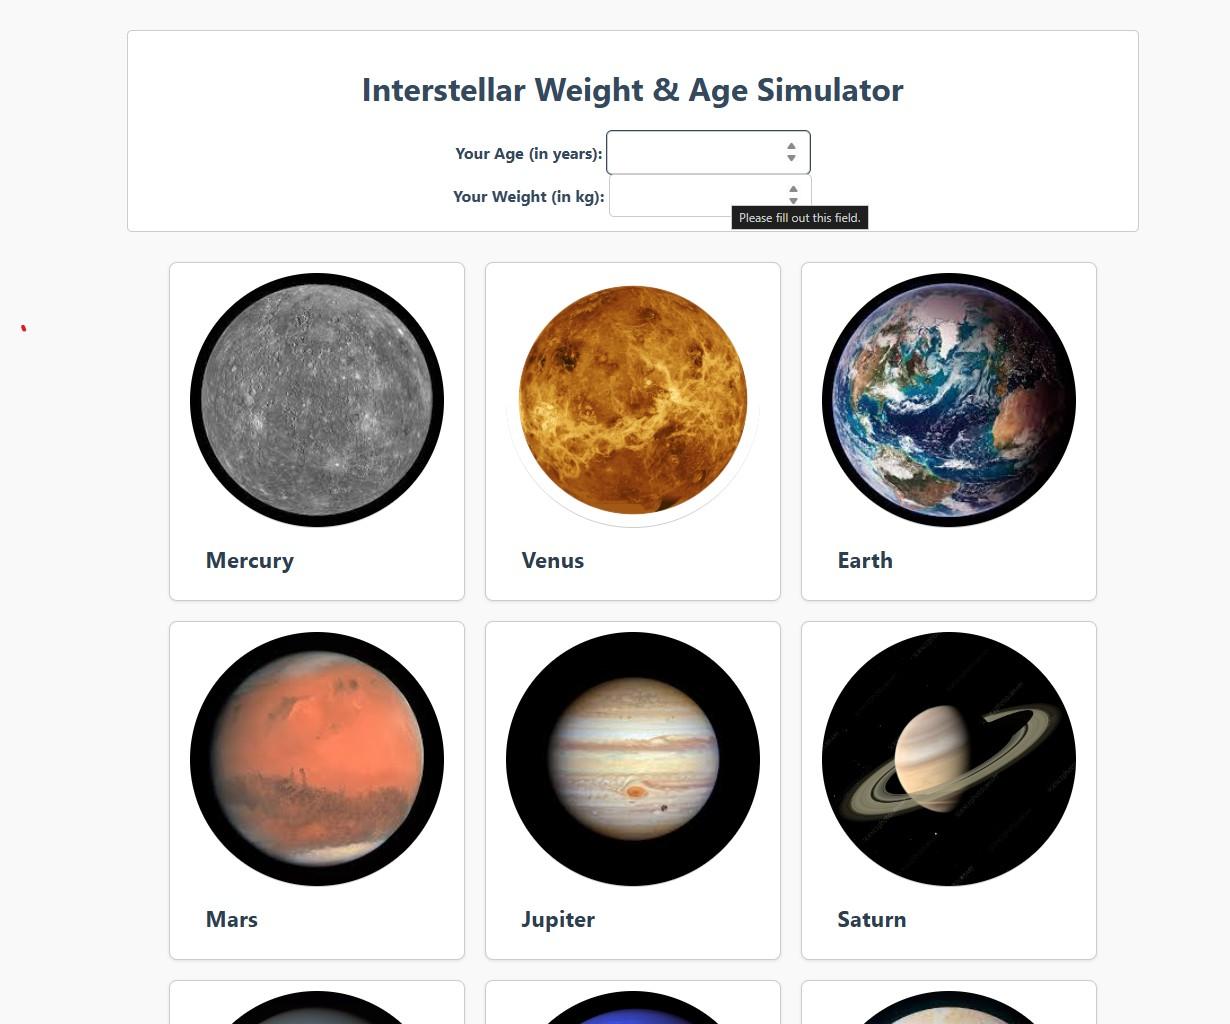 Interstellar Weight & Age Simulator
Your Age (in years):
Your Weight (in kg):
Please fill out this field.
Mercury
Venus
Earth
Mars
Jupiter
Saturn